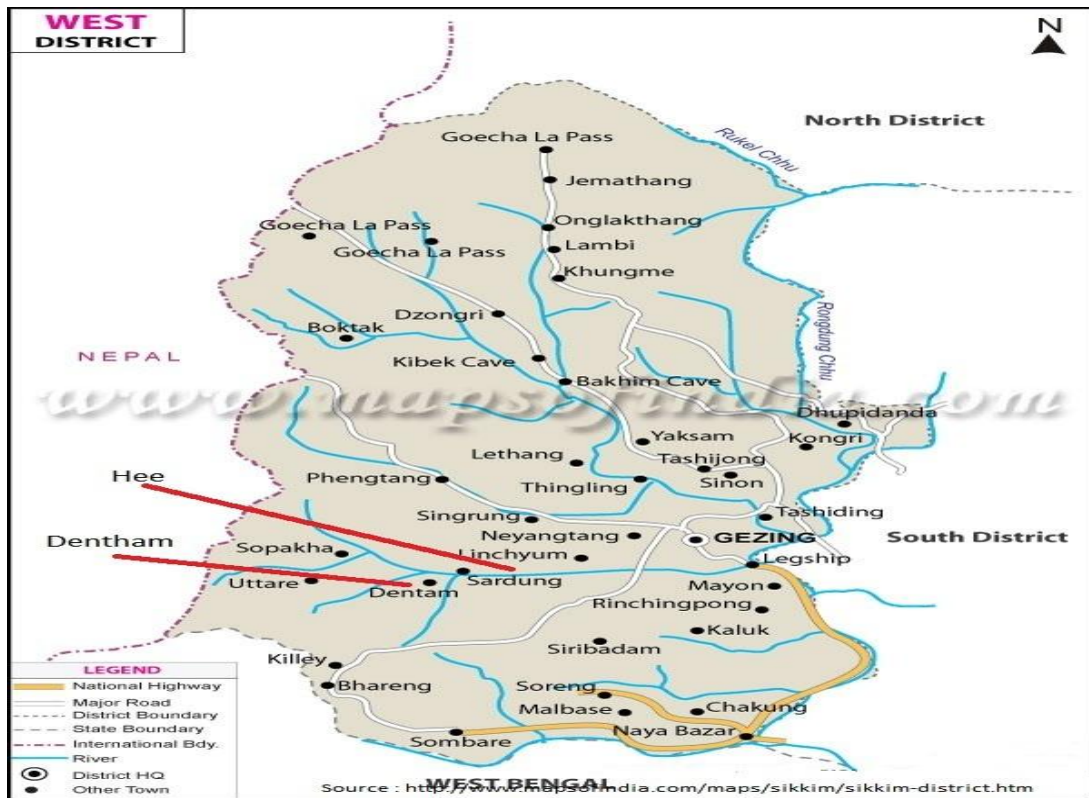 WEST
DISTRICT
N
North District
Rukel Chhu
Goecha La Pass
Jemathang
Onglakthang
Goecha La Pass
Goecha La Pass
Lambi
Khungme
Rongdung Chhu
Dzongri
Boktak
NEPAL
Kibek Cave
Bakhim Cave
www.mapsofindia.com
Dhupidanda
Yaksam
Kongri
Lethang
Tashijong
Hee
Phengtang
Thingling
Sinon
Singrung
Tashiding
Neyangtang
GEZING
South District
Dentham
Sopakha
Linchyum
Legship
Uttare
Dentam
Sardung
Mayon
Rinchingpong
Kaluk
Siribadam
Killey
Bhareng
Soreng
Malbase
Chakung
Sombare
Naya Bazar
LEGEND
National Highway
Major Road
District Boundary
State Boundary
International Bdy.
River
District HQ
Other Town
WEST BENGAL
Source : http://www.mapsofindia.com/maps/sikkim/sikkim-district.htm